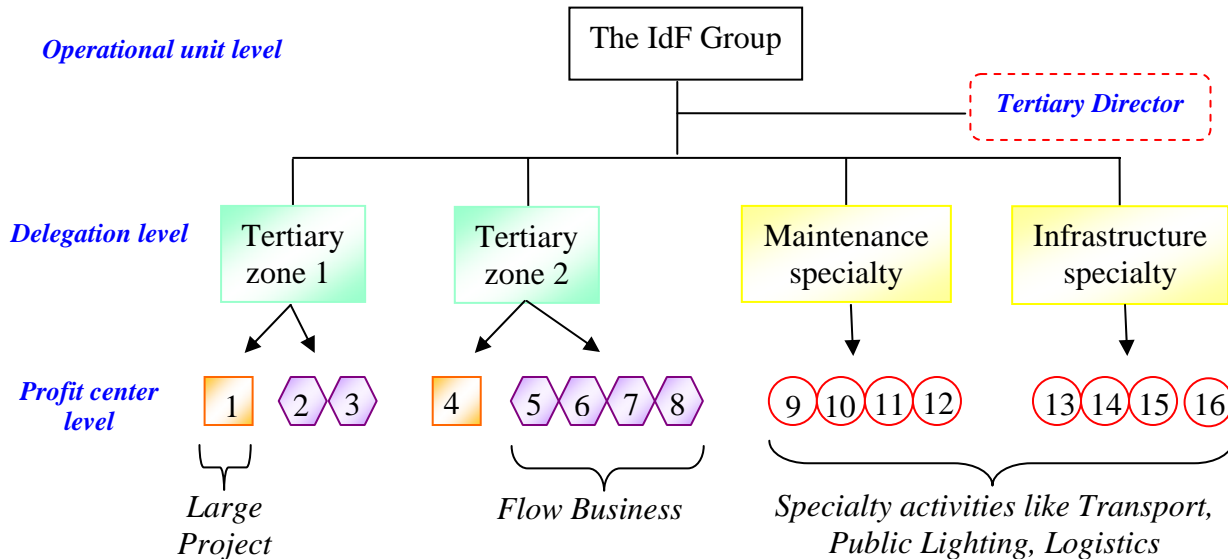 The IdF Group
Operational unit level
Tertiary Director
Delegation level
Tertiary
zone 1
Tertiary
zone 2
Maintenance
specialty
Infrastructure
specialty
Profit center
level
1 2 3 4 5 6 7 8 9 10 11 12 13 14 15 16
Large
Project
Flow Business
Specialty activities like Transport,
Public Lighting, Logistics